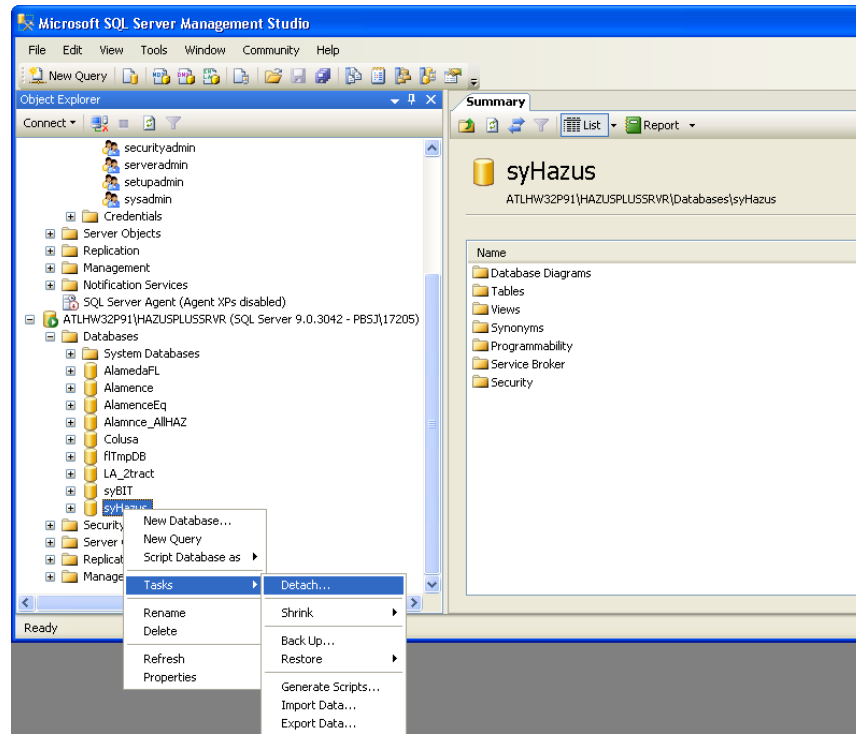 Microsoft SQL Server Management Studio
File Edit View Tools Window Community Help
New Query
Object Explorer
Connect
securityadmin
serveradmin
setupadmin
sysadmin
Credentials
Server Objects
Replication
Management
Notification Services
SQL Server Agent (Agent XPs disabled)
ATLHW32P91\HAZUSPLUSSRVR (SQL Server 9.0.3042 - PBSJ\17205)
Databases
System Databases
AlamedaFL
Alamence
AlamenceEq
Alamnce_AllHAZ
Colusa
flTmpDB
LA_2tract
syBIT
syHazus
Security
Server
Replicat
Manage
New Database...
New Query
Script Database as
Tasks
Rename
Delete
Refresh
Properties
Detach...
Shrink
Back Up...
Restore
Generate Scripts...
Import Data...
Export Data...
Ready
Summary
List Report
syHazus
ATLHW32P91\HAZUSPLUSSRVR\Databases\syHazus
Name
Database Diagrams
Tables
Views
Synonyms
Programmability
Service Broker
Security